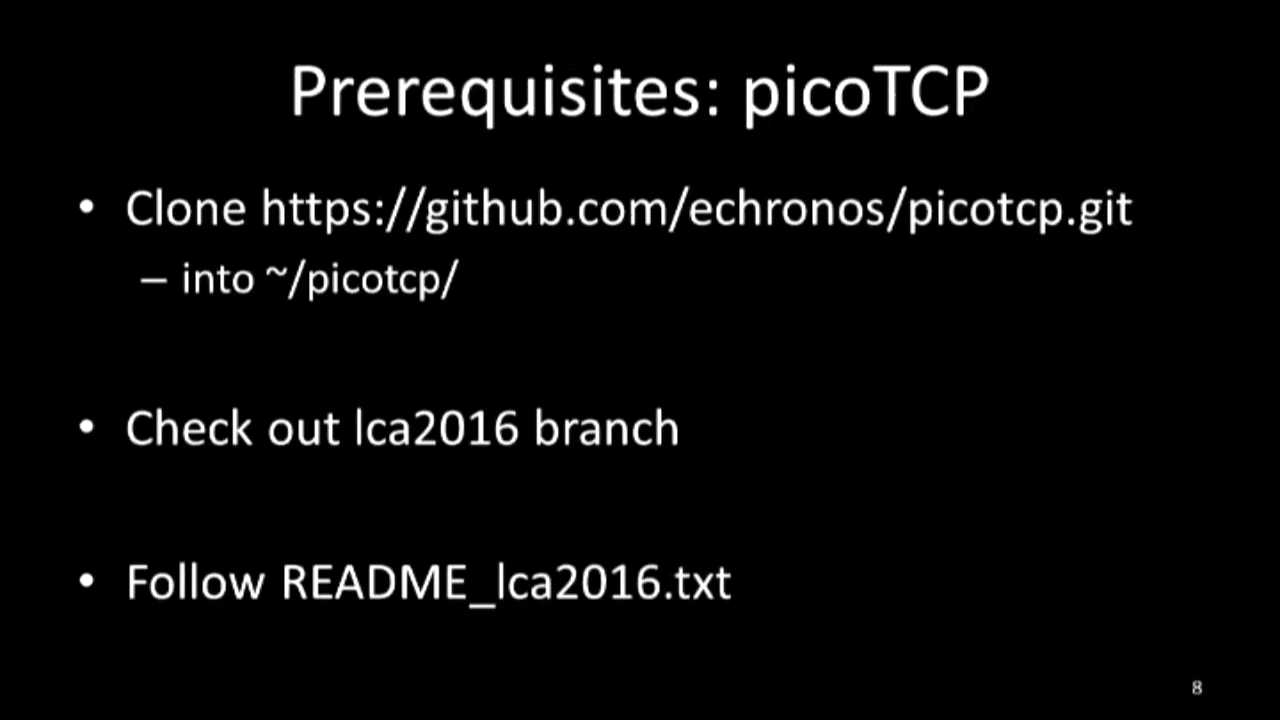 Prerequisites: picoTCP
• Clone https://github.com/echronos/picotcp.git
– into ~/picotcp/
• Check out lca2016 branch
• Follow README_lca2016.txt
8